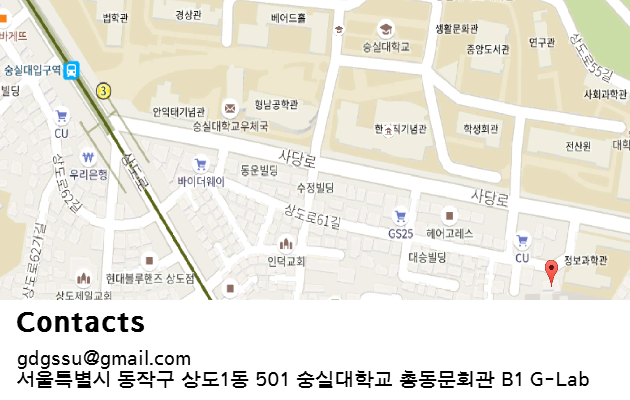 법학관
경상관
베어드홀
생활문화관
연구관
상도로55길
바게뜨
숭실대학교
중앙도서관
숭실대입구역
빌딩
3
사회과학관
안익태기념관
형남공학관
숭실대학교우체국
학생회관
전산원
CU
사당로
우리은행
상도로
바이더웨이
동운빌딩
수정빌딩
사당로
상도로62길
상도로61길
GS25
헤어고레스
CU
상도로62가길
인덕교회
대승빌딩
정보과학관
현대블루핸즈 상도점
상도제일교회
Contacts
gdgssu@gmail.com
서울특별시 동작구 상도1동 501 숭실대학교 총동문회관 B1 G-Lab